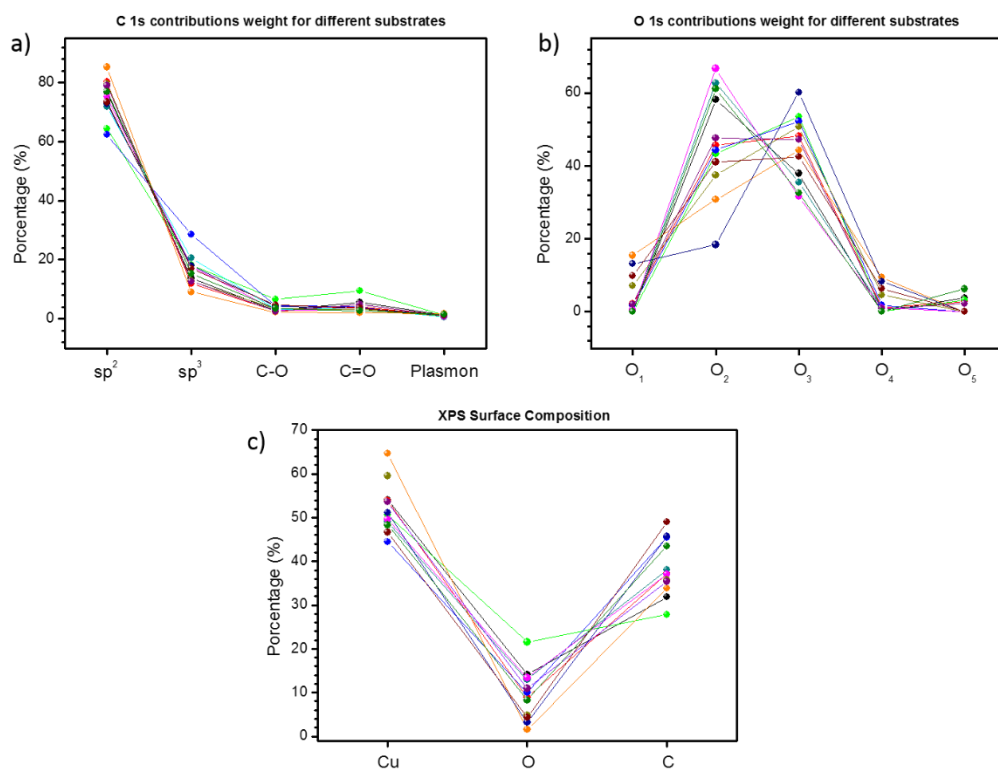 C 1s contributions weight for different substrates
a)
Porcentage (%)
80
60
40
20
0
sp²
sp³
C-O
C=O
Plasmon
O 1s contributions weight for different substrates
b)
Porcentage (%)
60
40
20
0
O₁
O₂
O₃
O₄
O₅
XPS Surface Composition
c)
Porcentage (%)
70
60
50
40
30
20
10
0
Cu
O
C